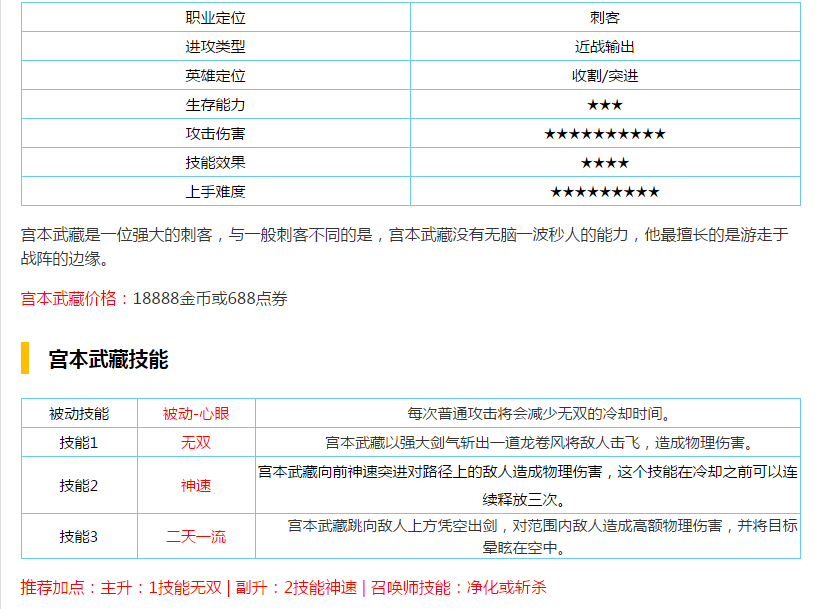 职业定位 刺客
进攻类型 近战输出
英雄定位 收割/突进
生存能力 ★★★
攻击伤害 ★★★★★★★★★★
技能效果 ★★★★
上手难度 ★★★★★★★★★
宫本武藏是一位强大的刺客，与一般刺客不同的是，宫本武藏没有无脑一波秒人的能力，他最擅长的是游走于
战阵的边缘。
宫本武藏价格：18888金币或688点券
宫本武藏技能
被动技能 被动-心眼 每次普通攻击将会减少无双的冷却时间。
技能1 无双 宫本武藏以强大剑气斩出一道龙卷风将敌人击飞，造成物理伤害。
技能2 神速 宫本武藏向前神速突进对路径上的敌人造成物理伤害，这个技能在冷却之前可以连
续释放三次。
技能3 二天一流 宫本武藏跳向敌人上方凭空出剑，对范围内敌人造成高额物理伤害，并将目标
晕眩在空中。
推荐加点：主升：1技能无双 | 副升：2技能神速 | 召唤师技能：净化或斩杀